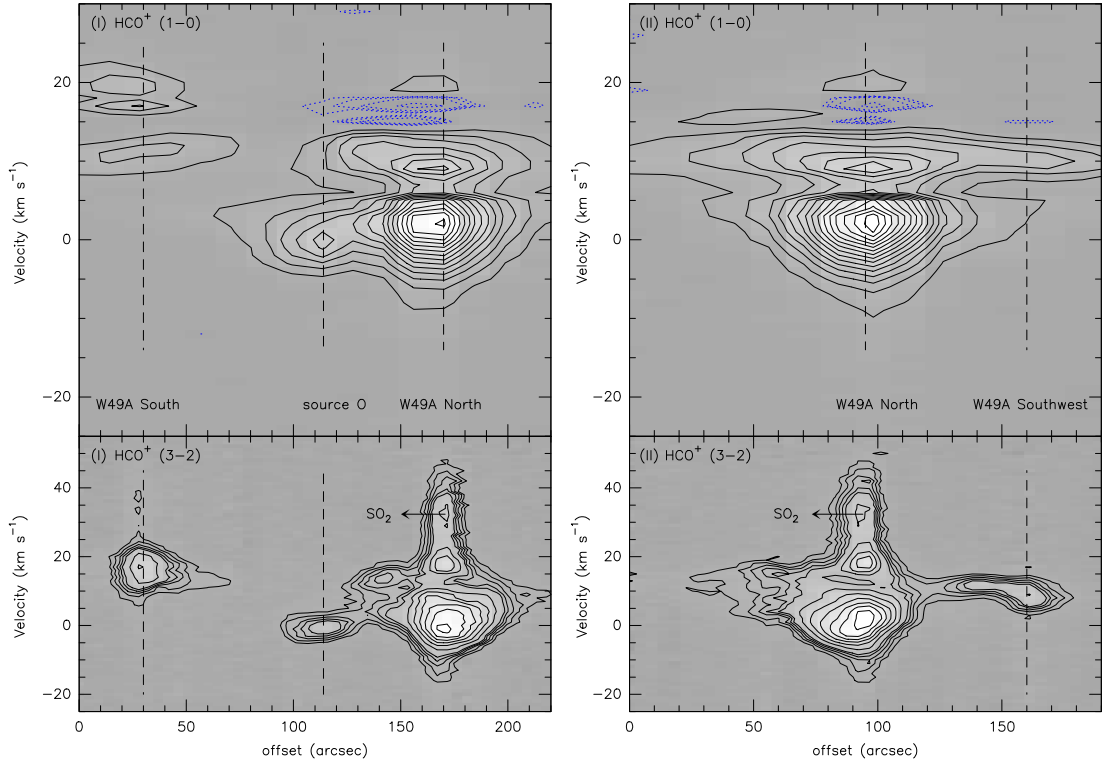 (I) HCO⁺ (1−0)
(II) HCO⁺ (1−0)
20
0
−20
Velocity (km s⁻¹)
20
0
−20
Velocity (km s⁻¹)
W49A South
source O
W49A North
W49A North
W49A Southwest
(I) HCO⁺ (3−2)
(II) HCO⁺ (3−2)
40
20
0
−20
Velocity (km s⁻¹)
SO₂
40
20
0
−20
Velocity (km s⁻¹)
SO₂
0 50 100 150 200
offset (arcsec)
0 50 100 150
offset (arcsec)